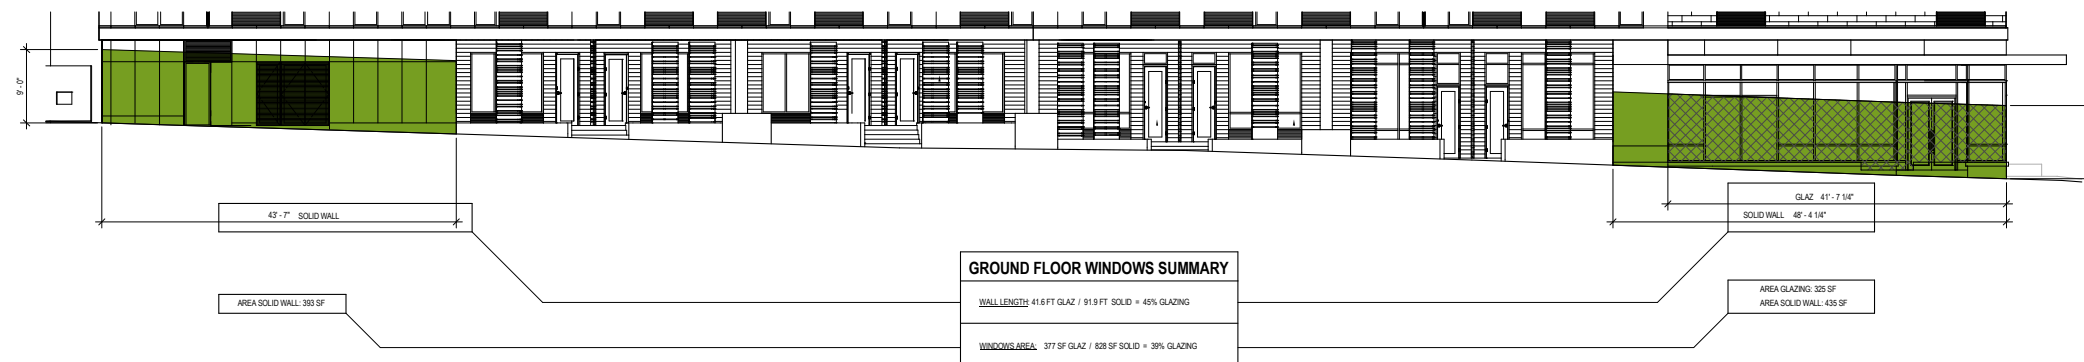 9'-0"
43'-7" SOLID WALL
GLAZ 41'-7 1/4"
SOLID WALL 48'-4 1/4"
GROUND FLOOR WINDOWS SUMMARY
WALL LENGTH: 41.6 FT GLAZ / 91.9 FT SOLID = 45% GLAZING
AREA SOLID WALL: 393 SF
AREA GLAZING: 325 SF
AREA SOLID WALL: 435 SF
WINDOWS AREA: 377 SF GLAZ / 828 SF SOLID = 39% GLAZING